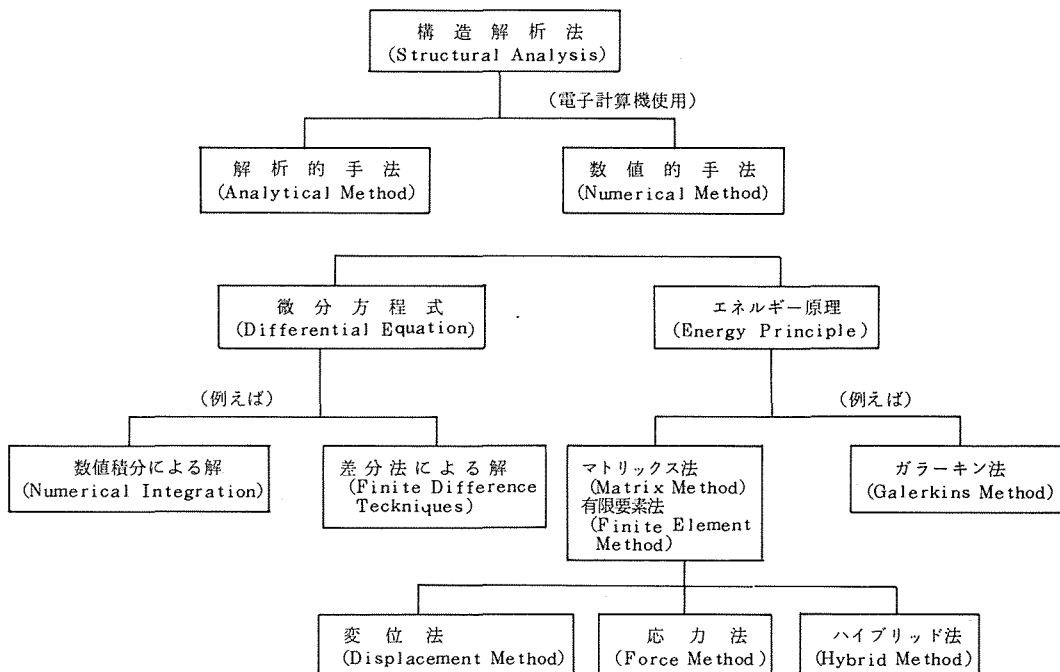 構造解析法
(Structural Analysis)
(電子計算機使用)
解析的手法
(Analytical Method)
数値的手法
(Numerical Method)
微分方程式
(Differential Equation)
エネルギー原理
(Energy Principle)
(例えば)
(例えば)
数値積分による解
(Numerical Integration)
差分法による解
(Finite Difference
Teckniques)
マトリックス法
(Matrix Method)
有限要素法
(Finite Element
Method)
ガラーキン法
(Galerkins Method)
変位法
(Displacement Method)
応力法
(Force Method)
ハイブリッド法
(Hybrid Method)